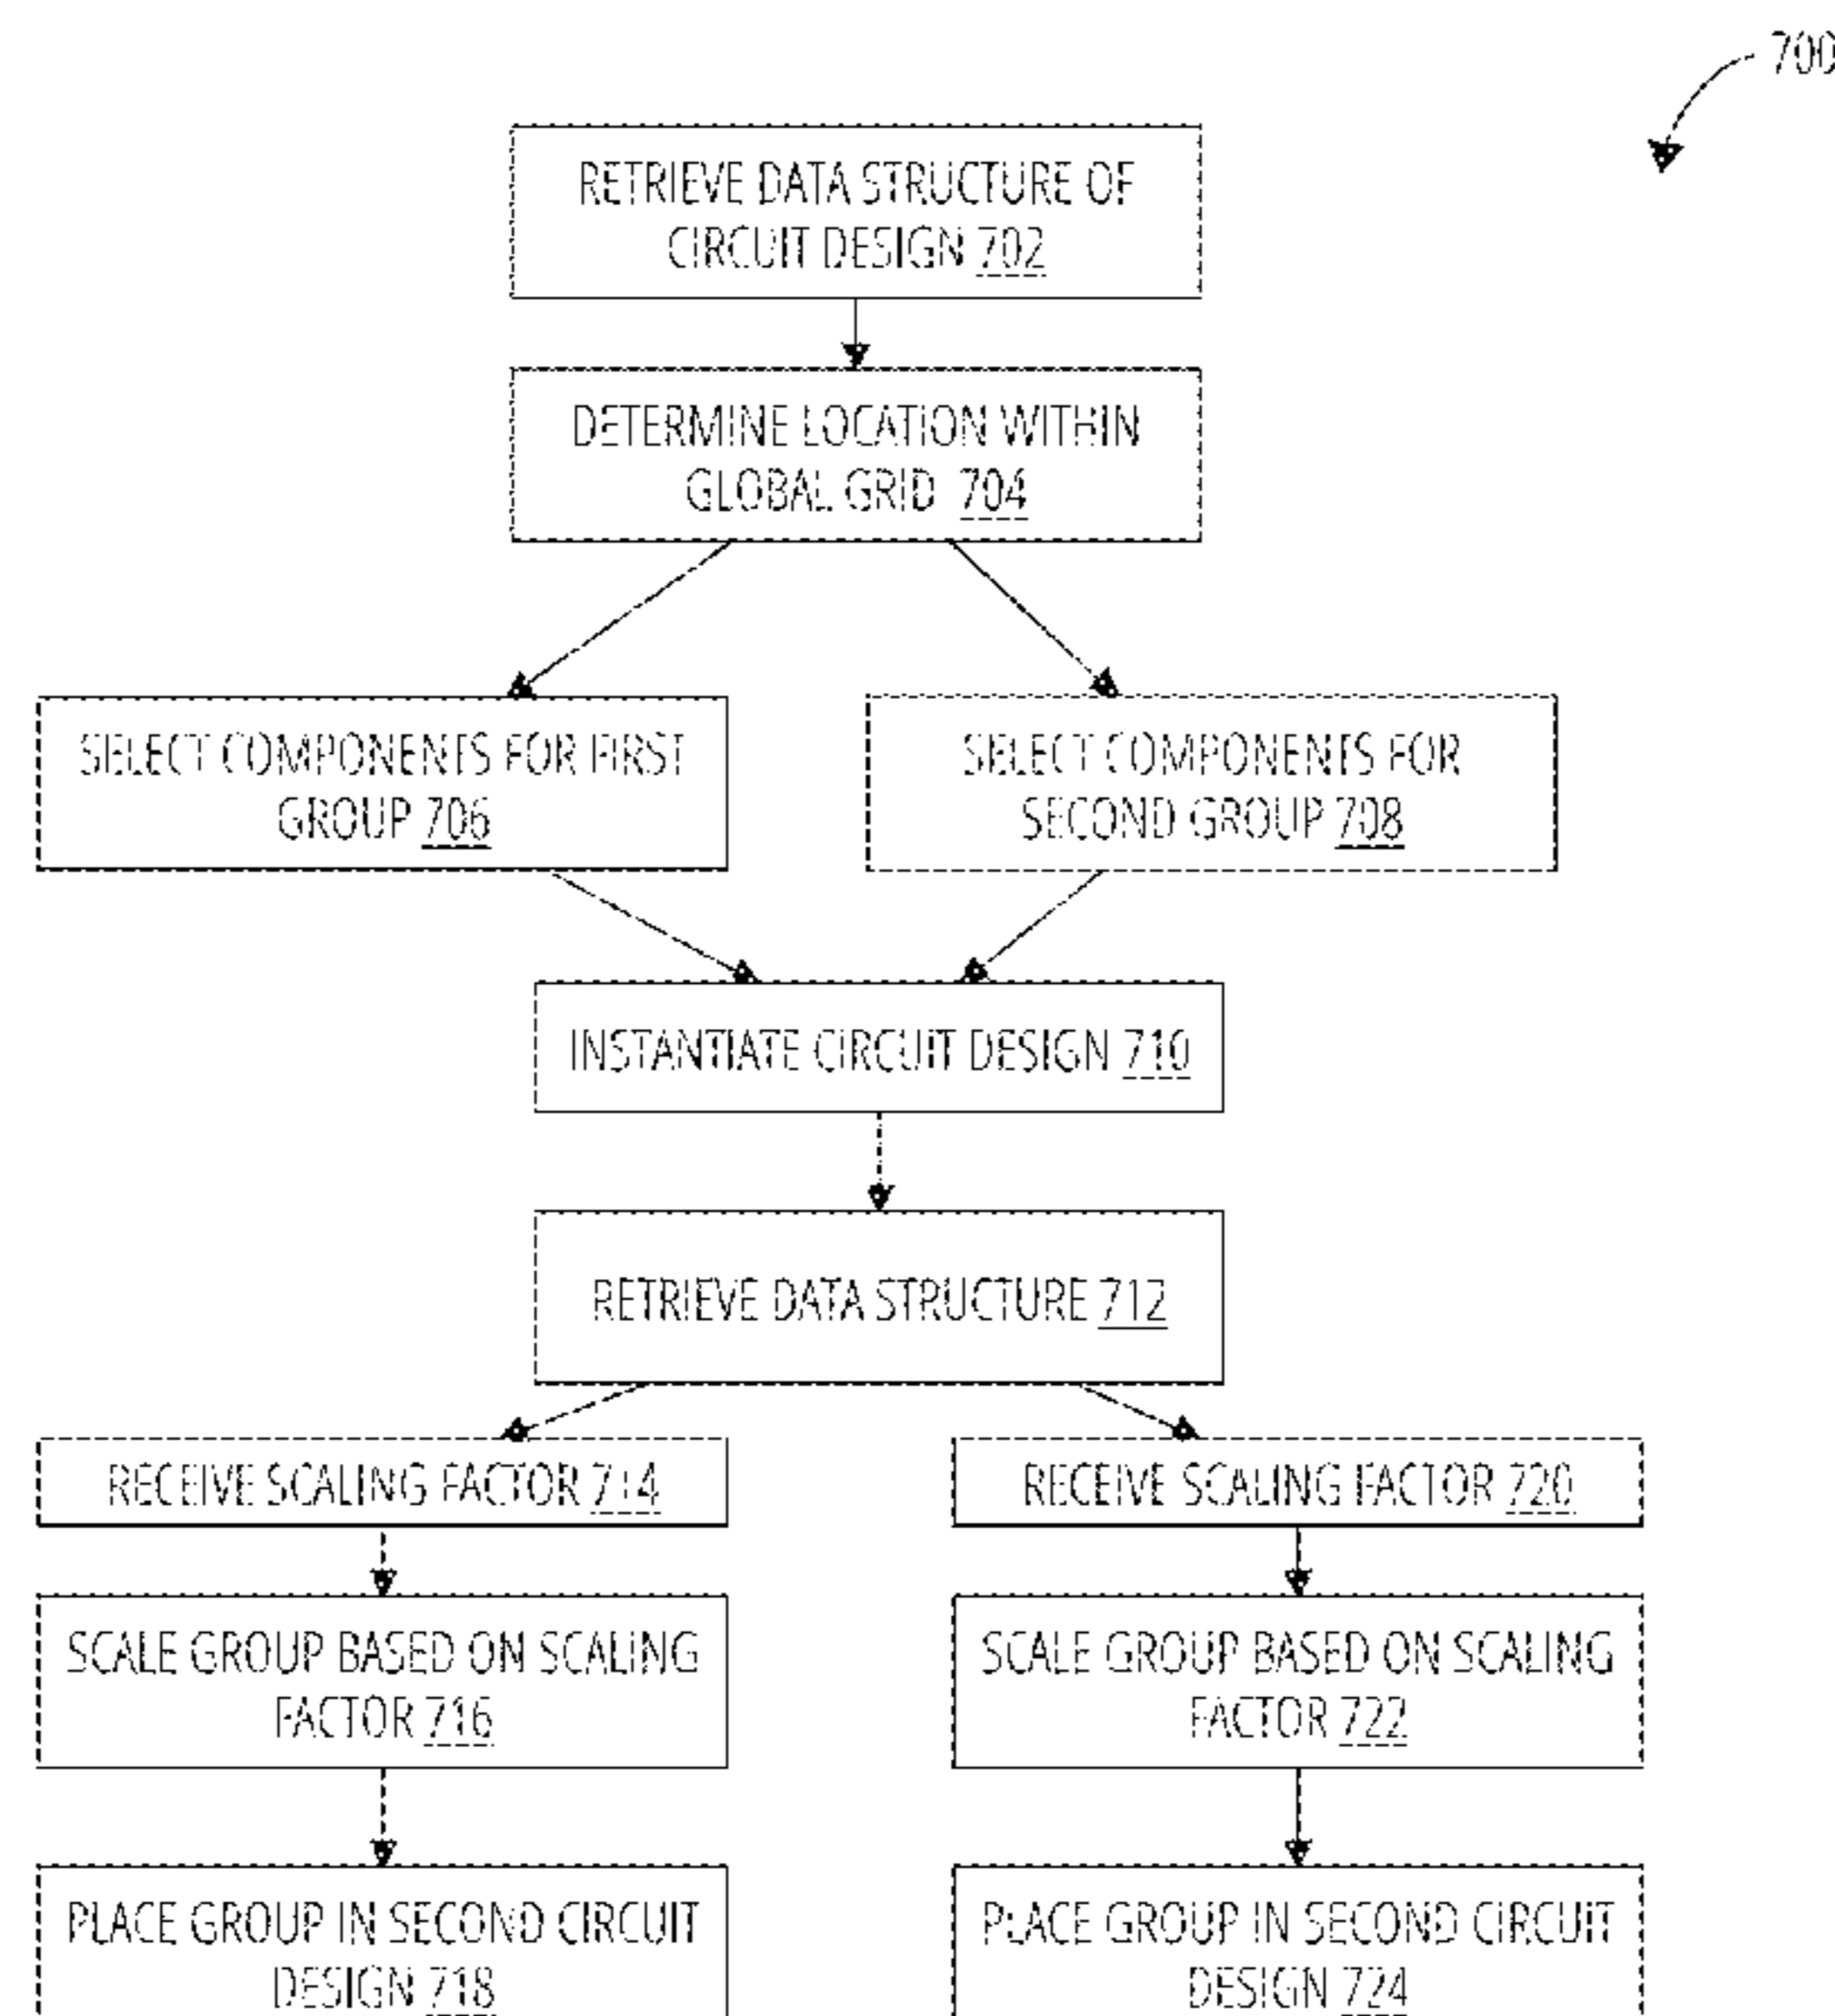 700
RETRIEVE DATA STRUCTURE OF
CIRCUIT DESIGN 702
DETERMINE LOCATION WITHIN
GLOBAL GRID 704
SELECT COMPONENTS FOR FIRST
GROUP 706
SELECT COMPONENTS FOR
SECOND GROUP 708
INSTANTIATE CIRCUIT DESIGN 710
RETRIEVE DATA STRUCTURE 712
RECEIVE SCALING FACTOR 714
RECEIVE SCALING FACTOR 720
SCALE GROUP BASED ON SCALING
FACTOR 716
SCALE GROUP BASED ON SCALING
FACTOR 722
PLACE GROUP IN SECOND CIRCUIT
DESIGN 718
PLACE GROUP IN SECOND CIRCUIT
DESIGN 724